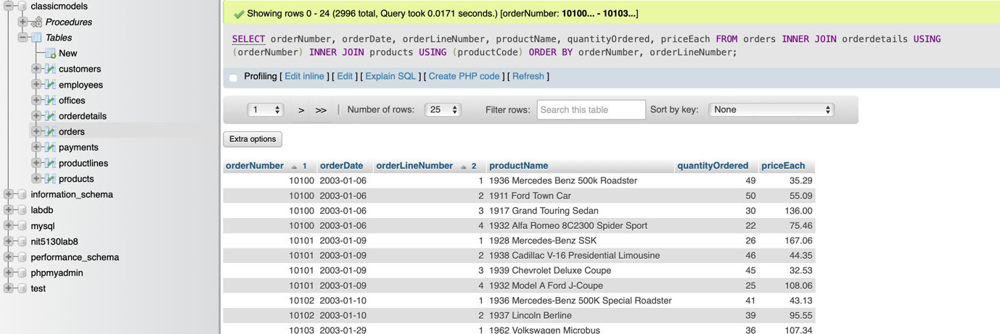 classicmodels
Procedures
Tables
New
customers
employees
offices
orderdetails
orders
payments
productlines
products
information_schema
labdb
mysql
nit5130lab8
performance_schema
phpmyadmin
test
Showing rows 0 - 24 (2996 total, Query took 0.0171 seconds.) [orderNumber: 10100... - 10103...]
SELECT orderNumber, orderDate, orderLineNumber, productName, quantityOrdered, priceEach FROM orders INNER JOIN orderdetails USING
(orderNumber) INNER JOIN products USING (productCode) ORDER BY orderNumber, orderLineNumber;
Profiling [ Edit inline ] [ Edit ] [ Explain SQL ] [ Create PHP code ] [ Refresh ]
1 > >> | Number of rows: 25 Filter rows: Search this table Sort by key: None
Extra options
orderNumber 1 orderDate orderLineNumber 2 productName quantityOrdered priceEach
10100 2003-01-06 1 1936 Mercedes Benz 500k Roadster 49 35.29
10100 2003-01-06 2 1911 Ford Town Car 50 55.09
10100 2003-01-06 3 1917 Grand Touring Sedan 30 136.00
10100 2003-01-06 4 1932 Alfa Romeo 8C2300 Spider Sport 22 75.46
10101 2003-01-09 1 1928 Mercedes-Benz SSK 26 167.06
10101 2003-01-09 2 1938 Cadillac V-16 Presidential Limousine 46 44.35
10101 2003-01-09 3 1939 Chevrolet Deluxe Coupe 45 32.53
10101 2003-01-09 4 1932 Model A Ford J-Coupe 25 108.06
10102 2003-01-10 1 1936 Mercedes-Benz 500K Special Roadster 41 43.13
10102 2003-01-10 2 1937 Lincoln Berline 39 95.55
10103 2003-01-29 1 1962 Volkswagen Microbus 36 107.34